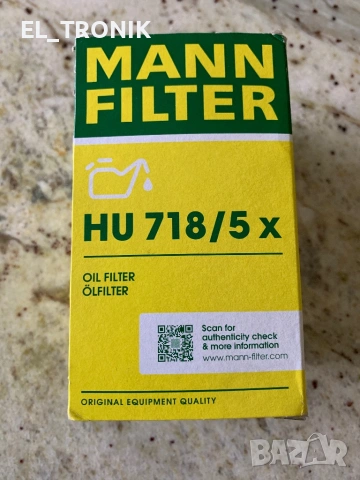 EL_TRONIK
MANN
FILTER
HU 718/5 x
OIL FILTER
ÖLFILTER
Scan for
authenticity check
& more information
www.mann-filter.com
ORIGINAL EQUIPMENT QUALITY
BAZAR